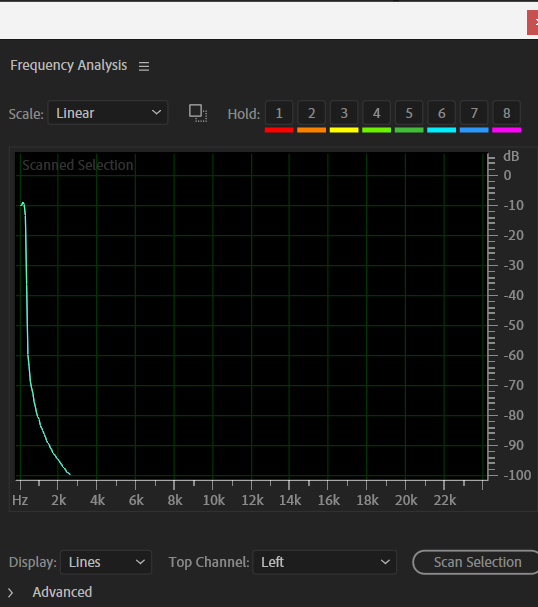 Frequency Analysis
Scale: Linear Hold: 1 2 3 4 5 6 7 8
Scanned Selection
dB
0
-10
-20
-30
-40
-50
-60
-70
-80
-90
-100
Hz 2k 4k 6k 8k 10k 12k 14k 16k 18k 20k 22k
Display: Lines Top Channel: Left Scan Selection
Advanced